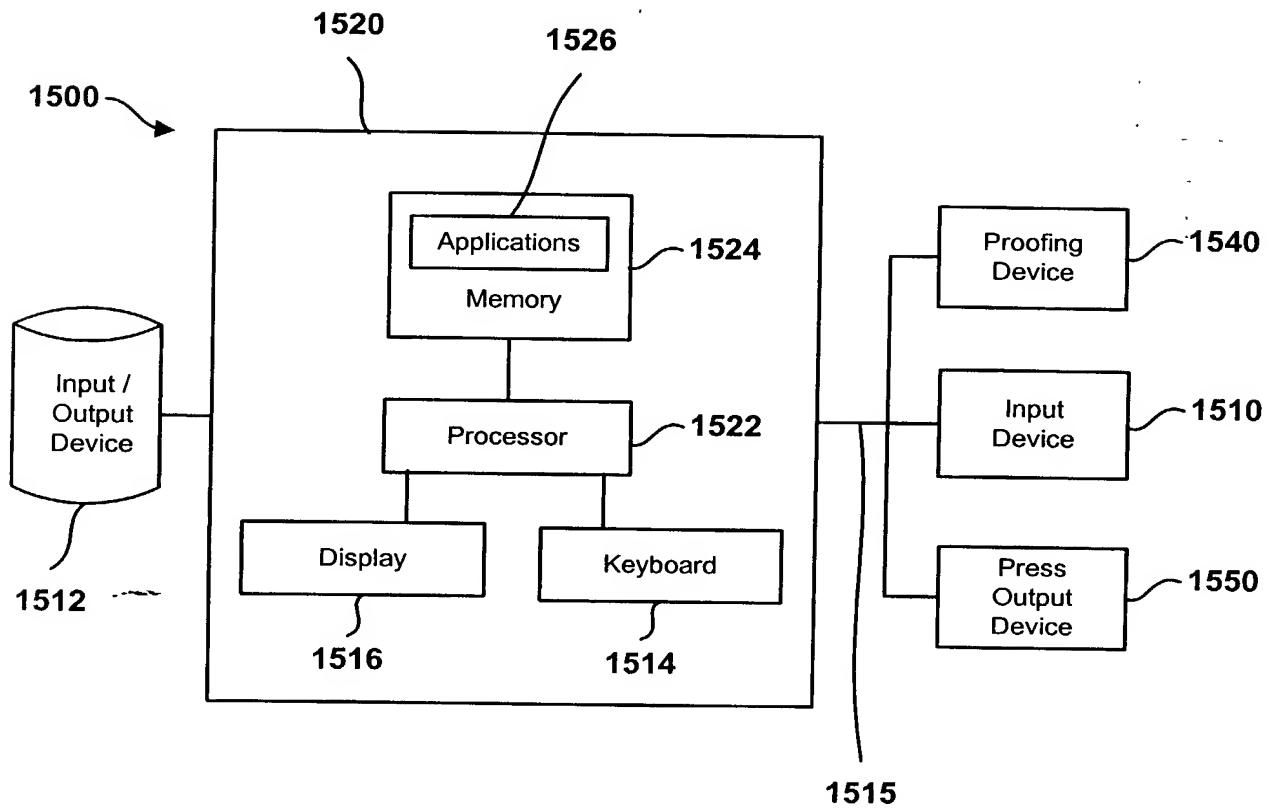 1520
1526
1500
Applications
1524
Memory
Proofing
Device
1540
Input /
Output
Device
Processor
1522
Input
Device
1510
Display
Keyboard
Press
Output
Device
1550
1512
1516
1514
1515